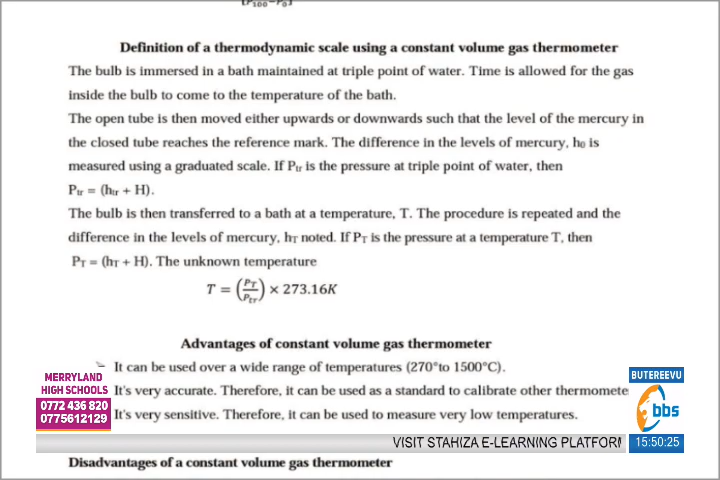 Definition of a thermodynamic scale using a constant volume gas thermometer
The bulb is immersed in a bath maintained at triple point of water. Time is allowed for the gas
inside the bulb to come to the temperature of the bath.
The open tube is then moved either upwards or downwards such that the level of the mercury in
the closed tube reaches the reference mark. The difference in the levels of mercury, h₀ is
measured using a graduated scale. If Pₜᵣ is the pressure at triple point of water, then
Pₜᵣ = (hₜᵣ + H).
The bulb is then transferred to a bath at a temperature, T. The procedure is repeated and the
difference in the levels of mercury, h_T noted. If P_T is the pressure at a temperature T, then
P_T = (h_T + H). The unknown temperature
T = (P_T/Pₜᵣ) × 273.16K
Advantages of constant volume gas thermometer
➢ It can be used over a wide range of temperatures (270°to 1500°C).
It's very accurate. Therefore, it can be used as a standard to calibrate other thermomete
It's very sensitive. Therefore, it can be used to measure very low temperatures.
MERRYLAND
HIGH SCHOOLS
0772 436 820
0775612129
BUTEREEVU
bbs
VISIT STAHIZA E-LEARNING PLATFORM
15:50:25
Disadvantages of a constant volume gas thermometer